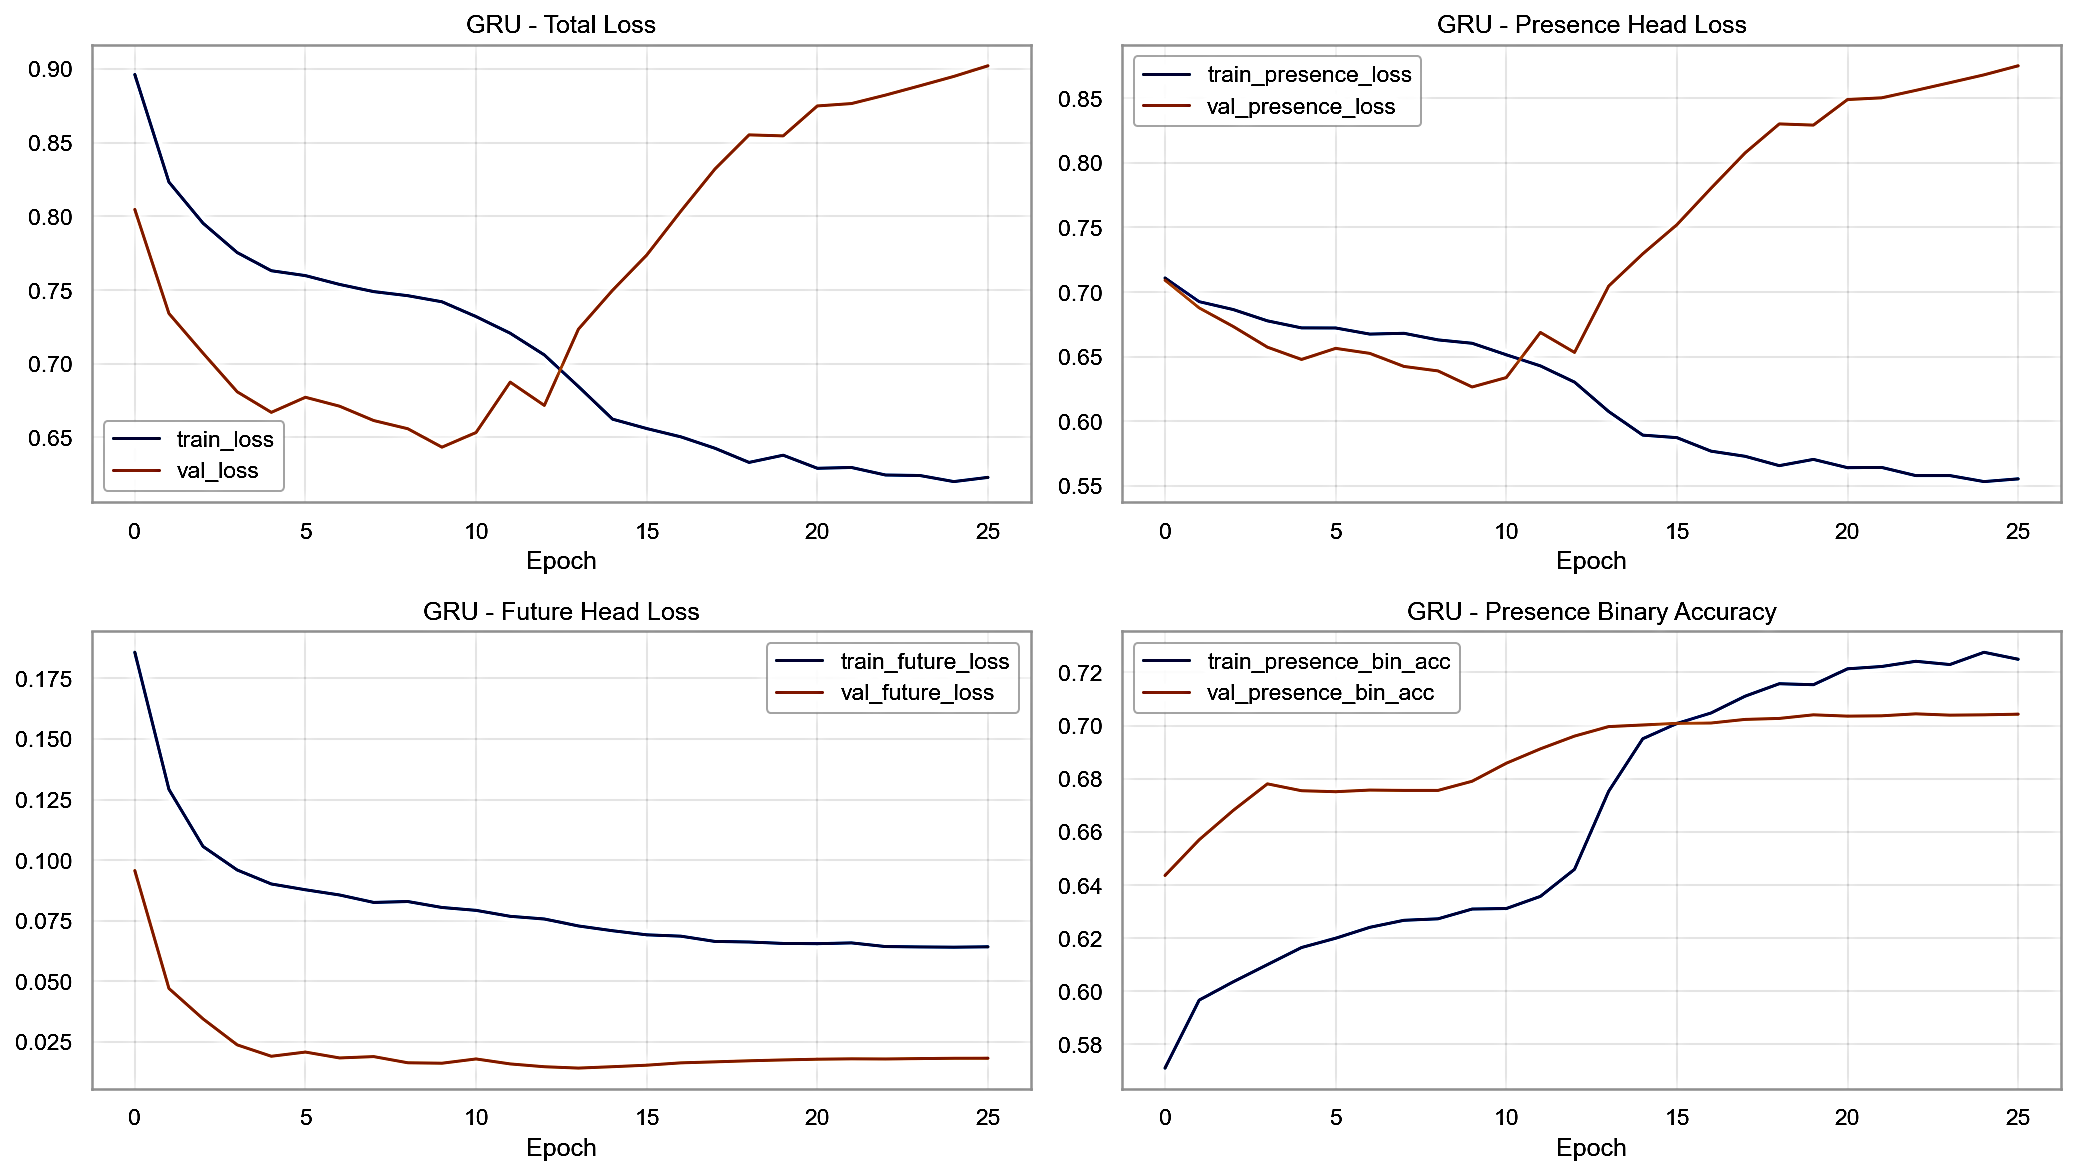 GRU - Total Loss
0.90
0.85
0.80
0.75
0.70
0.65
train_loss
val_loss
0 5 10 15 20 25
Epoch
GRU - Presence Head Loss
train_presence_loss
val_presence_loss
0.85
0.80
0.75
0.70
0.65
0.60
0.55
0 5 10 15 20 25
Epoch
GRU - Future Head Loss
train_future_loss
val_future_loss
0.175
0.150
0.125
0.100
0.075
0.050
0.025
0 5 10 15 20 25
Epoch
GRU - Presence Binary Accuracy
train_presence_bin_acc
val_presence_bin_acc
0.72
0.70
0.68
0.66
0.64
0.62
0.60
0.58
0 5 10 15 20 25
Epoch